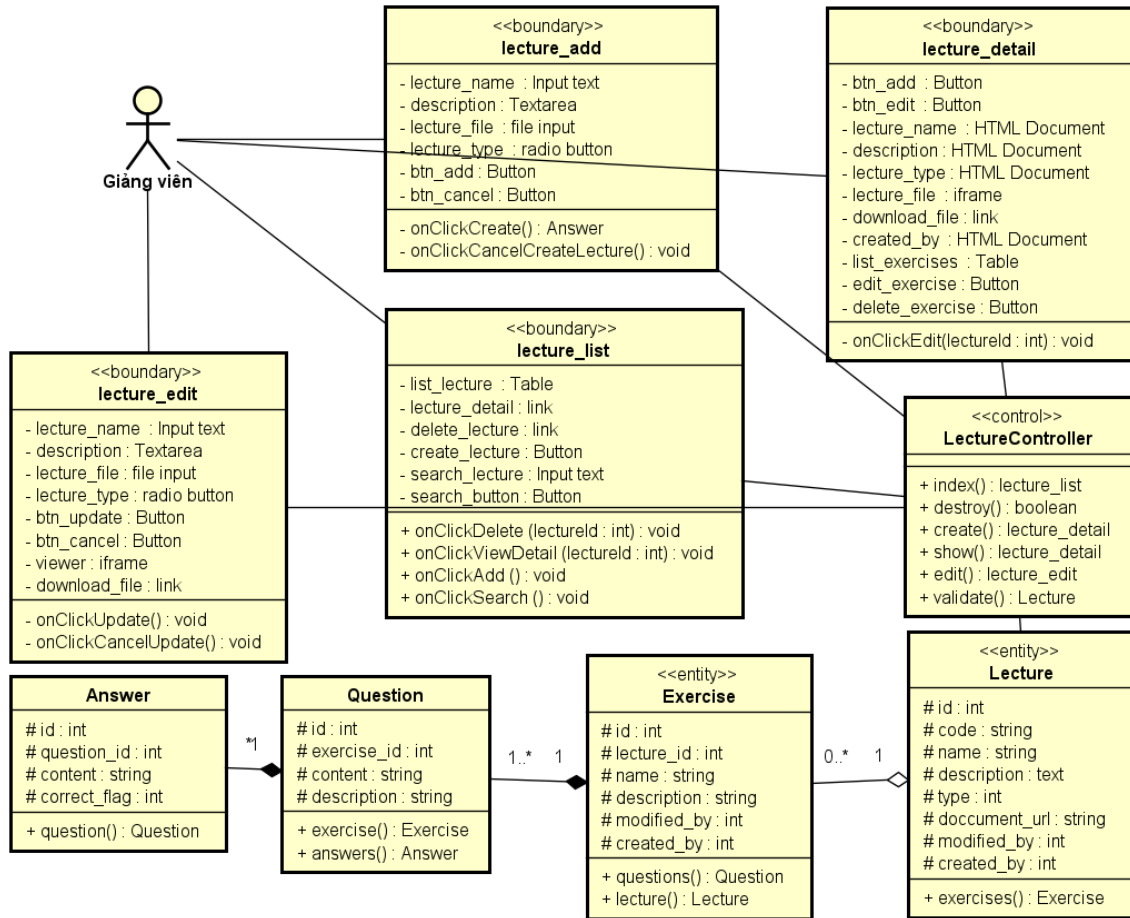 <<boundary>>
lecture_add
- lecture_name : Input text
- description : Textarea
- lecture_file : file input
- lecture_type : radio button
- btn_add : Button
- btn_cancel : Button
- onClickCreate() : Answer
- onClickCancelCreateLecture() : void
<<boundary>>
lecture_detail
- btn_add : Button
- btn_edit : Button
- lecture_name : HTML Document
- description : HTML Document
- lecture_type : HTML Document
- lecture_file : iframe
- download_file : link
- created_by : HTML Document
- list_exercises : Table
- edit_exercise : Button
- delete_exercise : Button
- onClickEdit(lectureId : int) : void
Giảng viên
<<boundary>>
lecture_list
- list_lecture : Table
- lecture_detail : link
- delete_lecture : link
- create_lecture : Button
- search_lecture : Input text
- search_button : Button
+ onClickDelete (lectureId : int) : void
+ onClickViewDetail (lectureId : int) : void
+ onClickAdd () : void
+ onClickSearch () : void
<<boundary>>
lecture_edit
- lecture_name : Input text
- description : Textarea
- lecture_file : file input
- lecture_type : radio button
- btn_update : Button
- btn_cancel : Button
- viewer : iframe
- download_file : link
- onClickUpdate() : void
- onClickCancelUpdate() : void
<<control>>
LectureController
+ index() : lecture_list
+ destroy() : boolean
+ create() : lecture_detail
+ show() : lecture_detail
+ edit() : lecture_edit
+ validate() : Lecture
Answer
# id : int
# question_id : int
# content : string
# correct_flag : int
+ question() : Question
*1
Question
# id : int
# exercise_id : int
# content : string
# description : string
+ exercise() : Exercise
+ answers() : Answer
1..* 1
<<entity>>
Exercise
# id : int
# lecture_id : int
# name : string
# description : string
# modified_by : int
# created_by : int
+ questions() : Question
+ lecture() : Lecture
0..* 1
<<entity>>
Lecture
# id : int
# code : string
# name : string
# description : text
# type : int
# doccument_url : string
# modified_by : int
# created_by : int
+ exercises() : Exercise